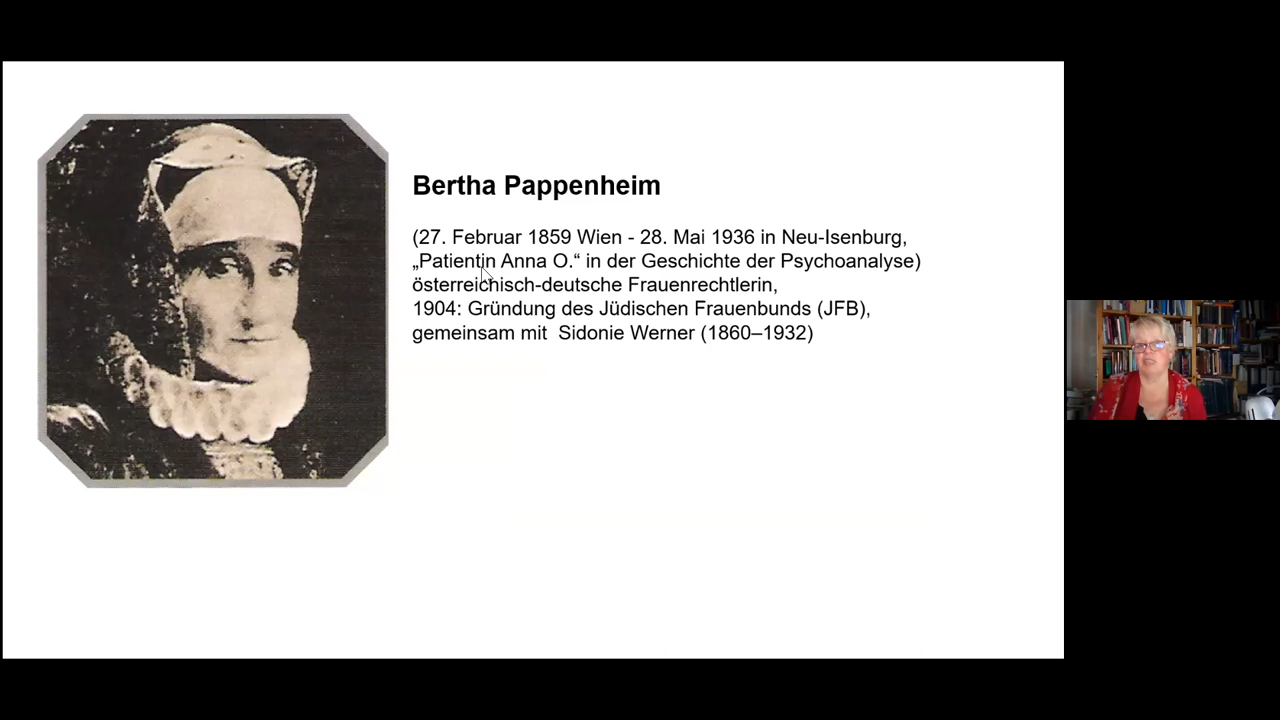 Bertha Pappenheim
(27. Februar 1859 Wien - 28. Mai 1936 in Neu-Isenburg,
„Patientin Anna O.“ in der Geschichte der Psychoanalyse)
österreichisch-deutsche Frauenrechtlerin,
1904: Gründung des Jüdischen Frauenbunds (JFB),
gemeinsam mit  Sidonie Werner (1860–1932)